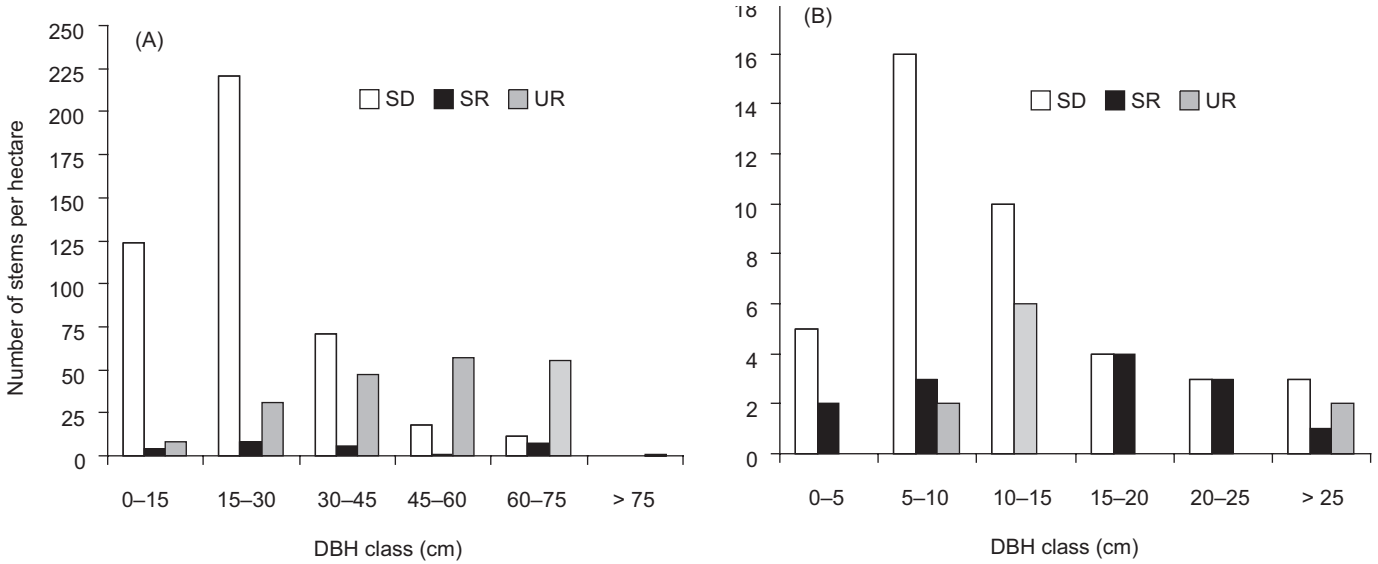 (A)
250
225
200
175
150
125
100
75
50
25
0
Number of stems per hectare
SD SR UR
0–15 15–30 30–45 45–60 60–75 > 75
DBH class (cm)
(B)
18
16
14
12
10
8
6
4
2
0
SD SR UR
0–5 5–10 10–15 15–20 20–25 > 25
DBH class (cm)